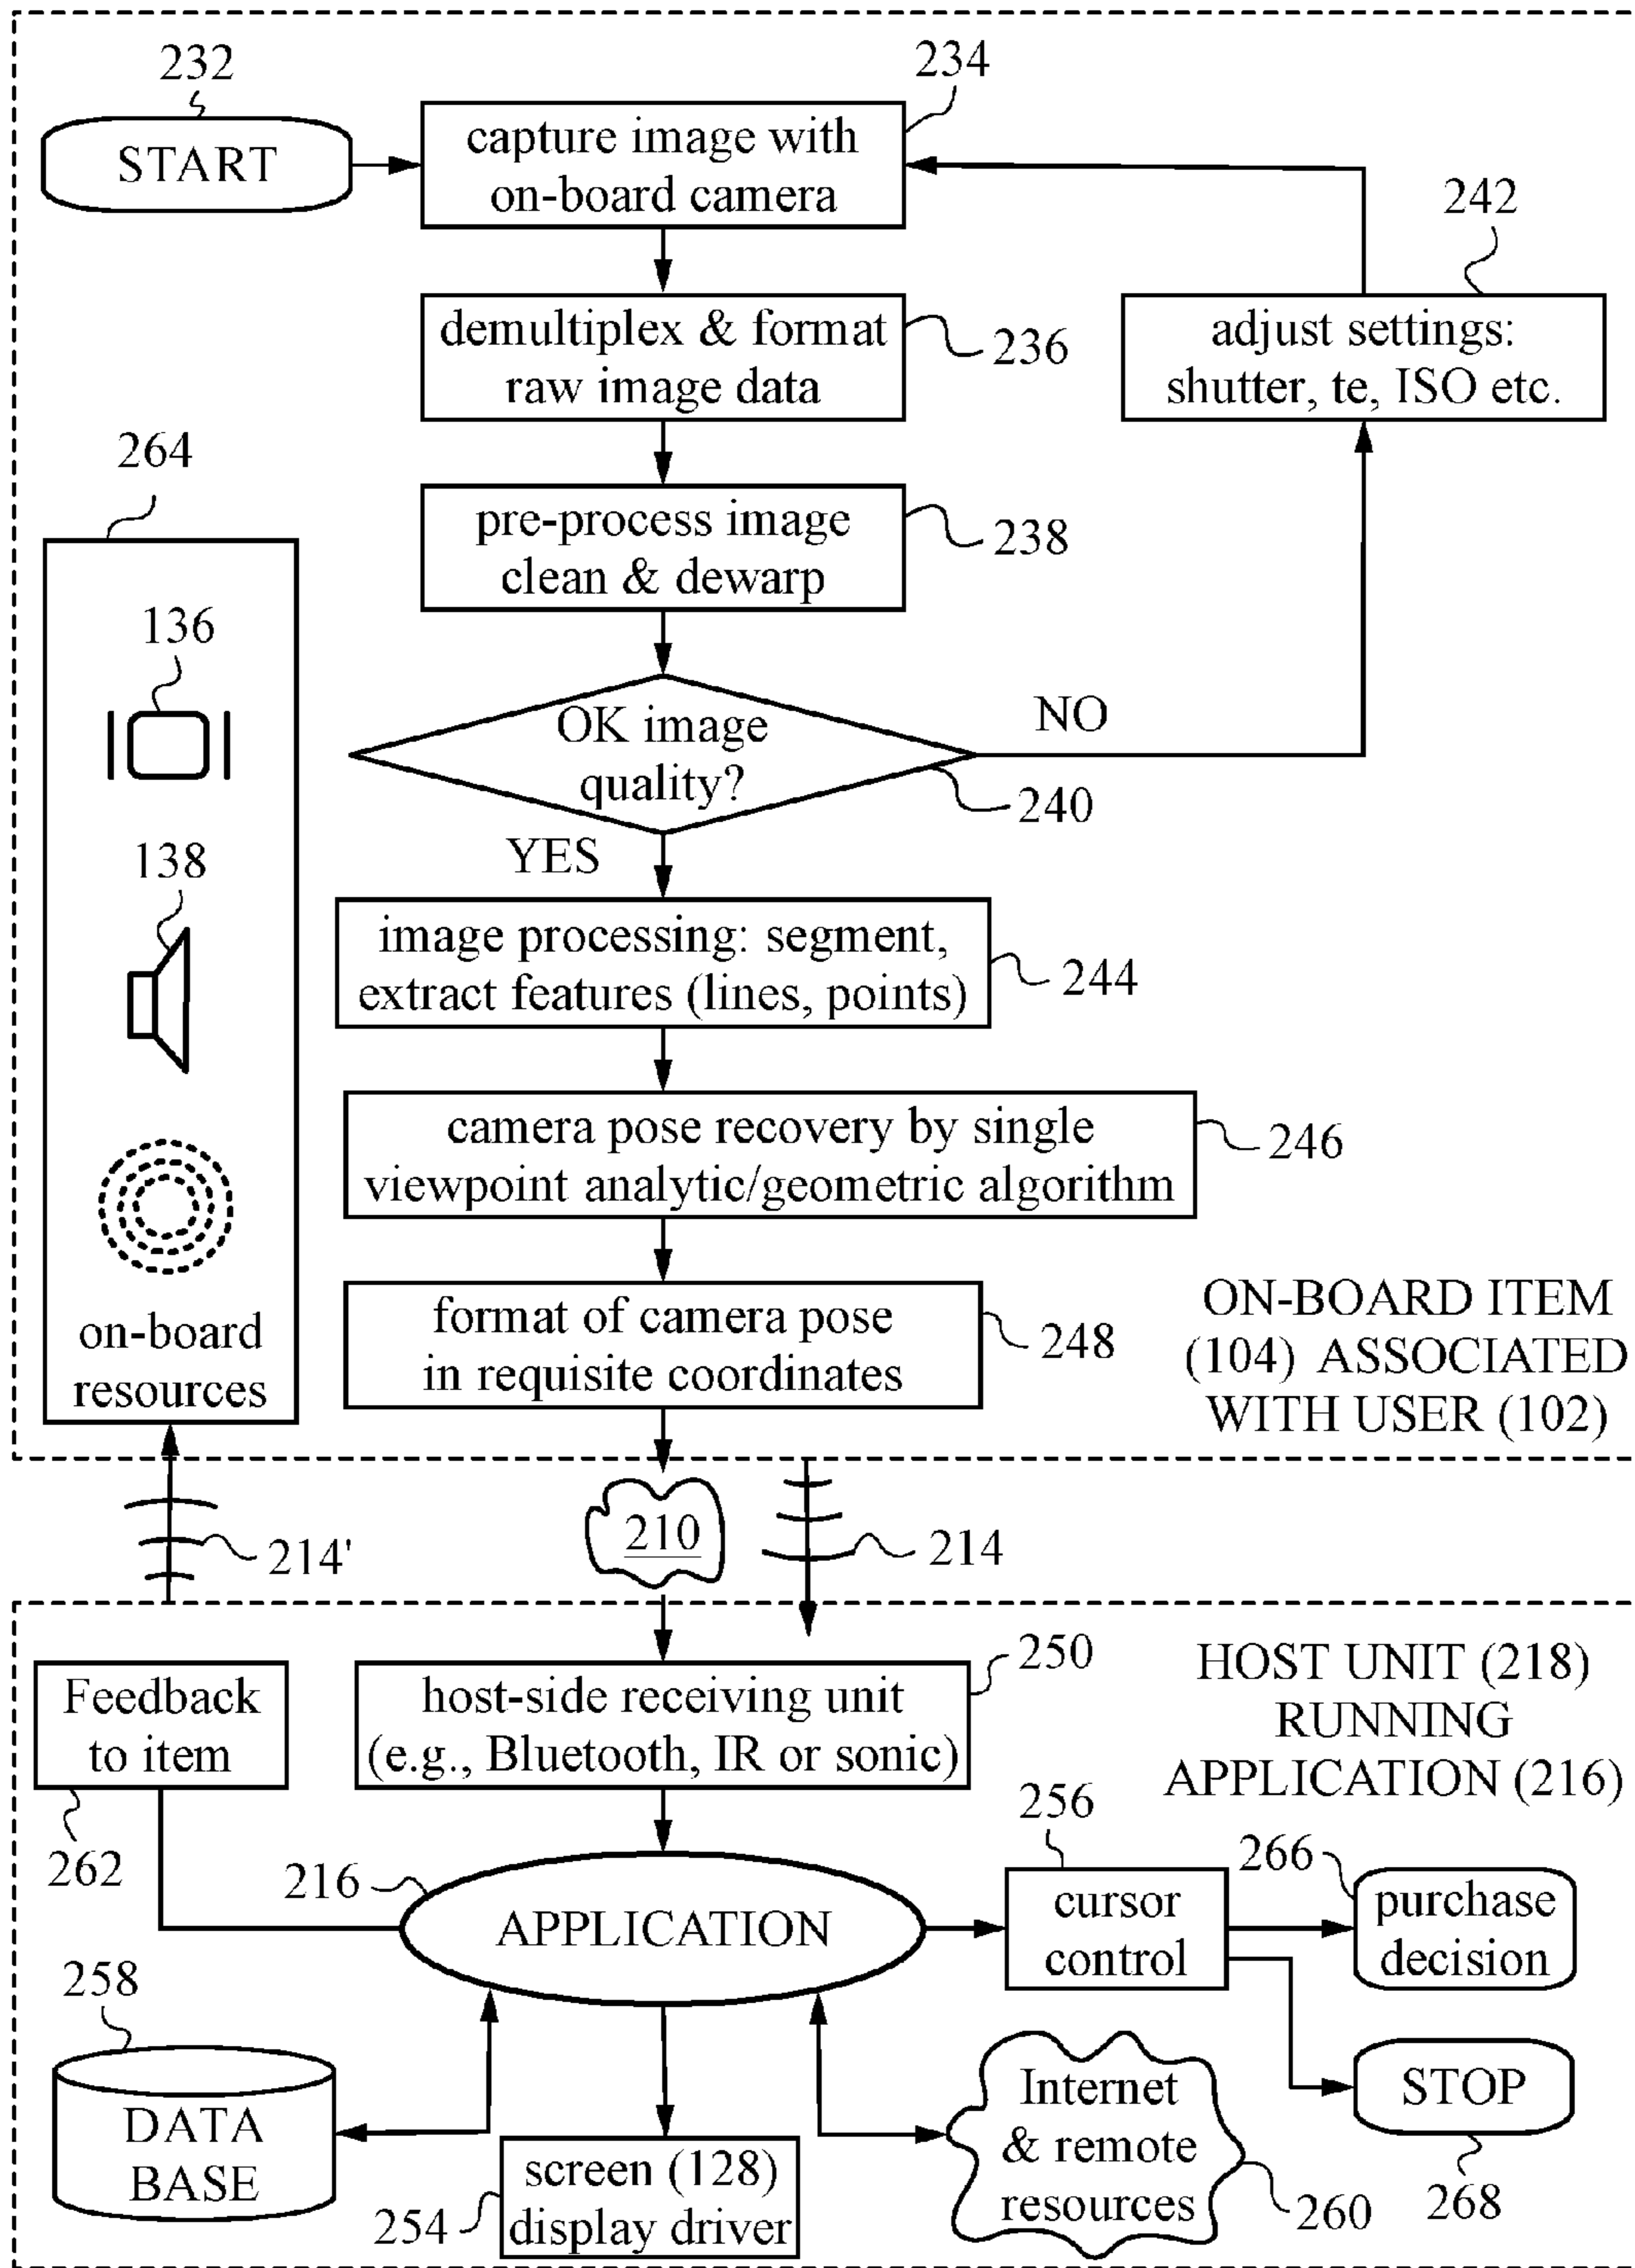 232
234
START
capture image with
on-board camera
242
demultiplex & format
raw image data
236
adjust settings:
shutter, te, ISO etc.
264
pre-process image
clean & dewarp
238
136
OK image
quality?
NO
240
YES
138
image processing: segment,
extract features (lines, points)
244
camera pose recovery by single
viewpoint analytic/geometric algorithm
246
on-board
resources
format of camera pose
in requisite coordinates
248
ON-BOARD ITEM
(104) ASSOCIATED
WITH USER (102)
214'
210
214
Feedback
to item
host-side receiving unit
(e.g., Bluetooth, IR or sonic)
250
HOST UNIT (218)
RUNNING
APPLICATION (216)
262
216
APPLICATION
256
cursor
control
266
purchase
decision
258
DATA
BASE
254
screen (128)
display driver
Internet
& remote
resources
260
STOP
268